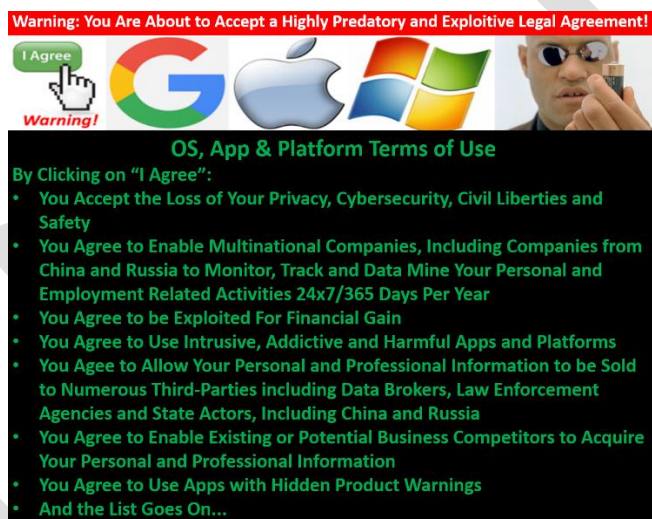 Warning: You Are About to Accept a Highly Predatory and Exploitive Legal Agreement!
I Agree
Warning!
OS, App & Platform Terms of Use
By Clicking on “I Agree”:
• You Accept the Loss of Your Privacy, Cybersecurity, Civil Liberties and
Safety
• You Agree to Enable Multinational Companies, Including Companies from
China and Russia to Monitor, Track and Data Mine Your Personal and
Employment Related Activities 24x7/365 Days Per Year
• You Agree to be Exploited For Financial Gain
• You Agree to Use Intrusive, Addictive and Harmful Apps and Platforms
• You Agee to Allow Your Personal and Professional Information to be Sold
to Numerous Third-Parties including Data Brokers, Law Enforcement
Agencies and State Actors, Including China and Russia
• You Agree to Enable Existing or Potential Business Competitors to Acquire
Your Personal and Professional Information
• You Agree to Use Apps with Hidden Product Warnings
• And the List Goes On...